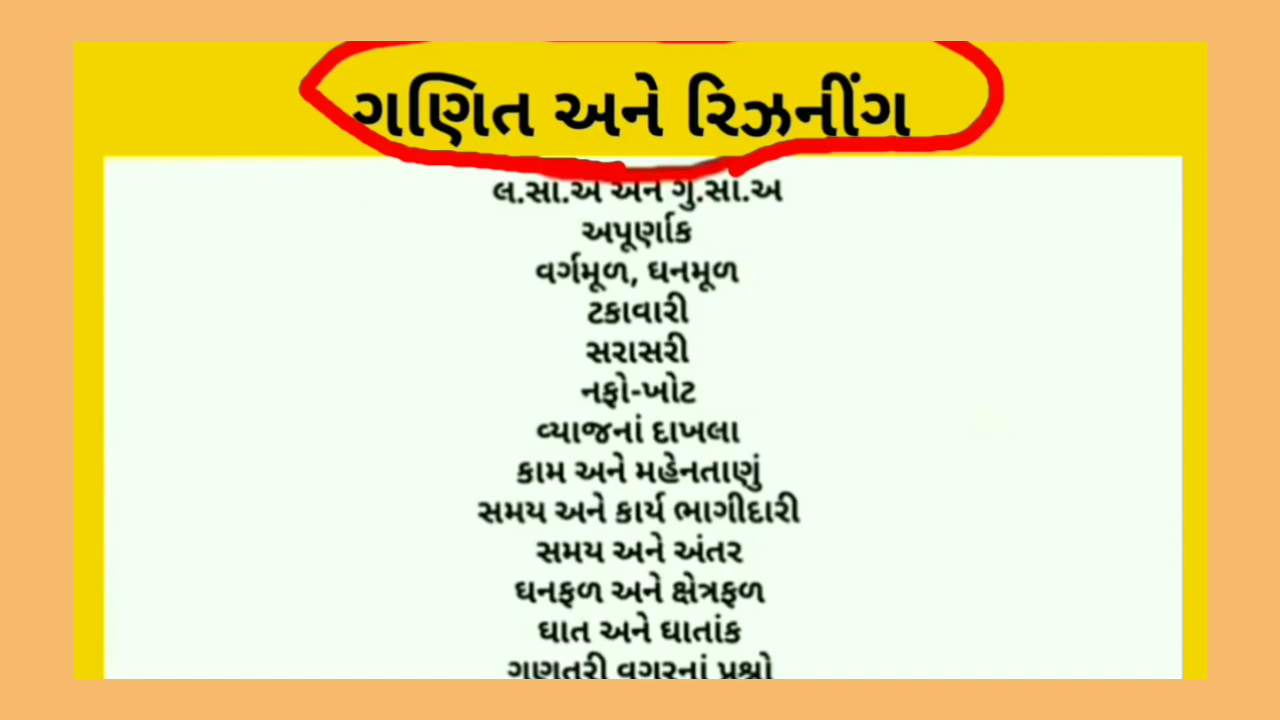 ગણિત અને રિઝનીંગ
લ.સા.અ અને ગુ.સા.અ
અપૂર્ણાંક
વર્ગમૂળ, ઘનમૂળ
ટકાવારી
સરાસરી
નફો-ખોટ
વ્યાજનાં દાખલા
કામ અને મહેનતાણું
સમય અને કાર્ય ભાગીદારી
સમય અને અંતર
ઘનફળ અને ક્ષેત્રફળ
ઘાત અને ઘાતાંક
ગણતરી વગરનાં પ્રશ્નો